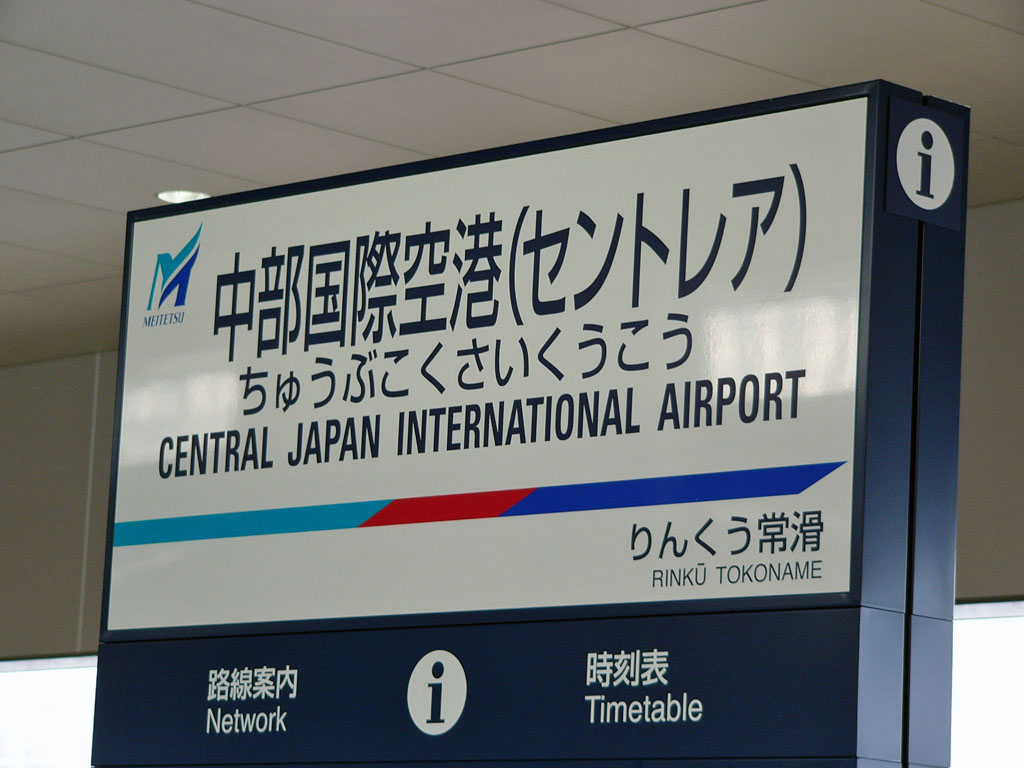 MEITETSU
中部国際空港(セントレア)
ちゅうぶこくさいくうこう
CENTRAL JAPAN INTERNATIONAL AIRPORT
りんくう常滑
RINKŪ TOKONAME
路線案内
Network
i
時刻表
Timetable
i